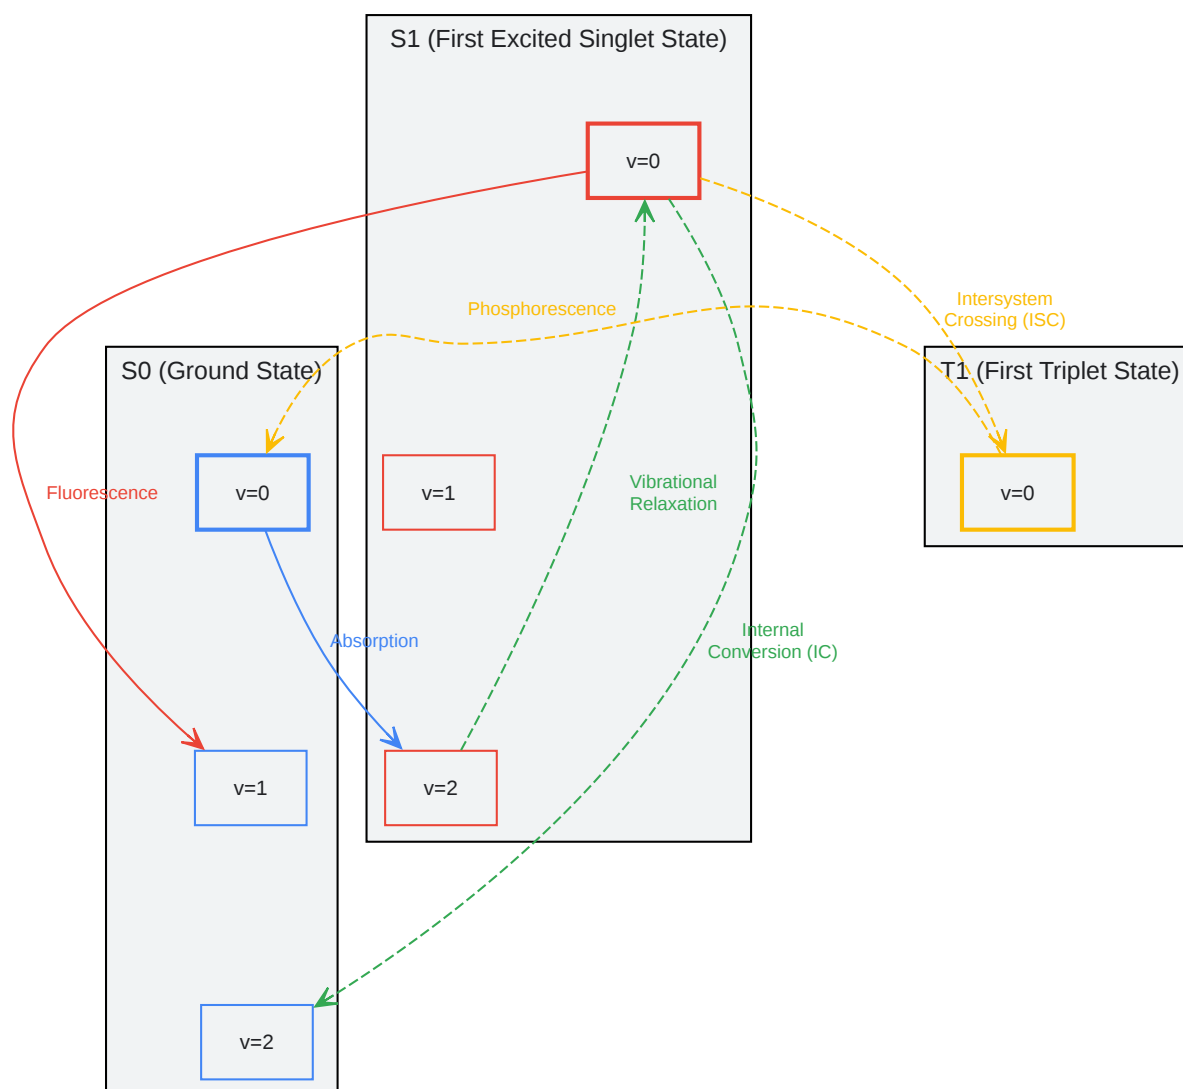 S1 (First Excited Singlet State)
v=0
Phosphorescence
Intersystem
Crossing (ISC)
S0 (Ground State)
T1 (First Triplet State)
Fluorescence
v=0
v=1
Vibrational
Relaxation
v=0
Absorption
Internal
Conversion (IC)
v=1
v=2
v=2